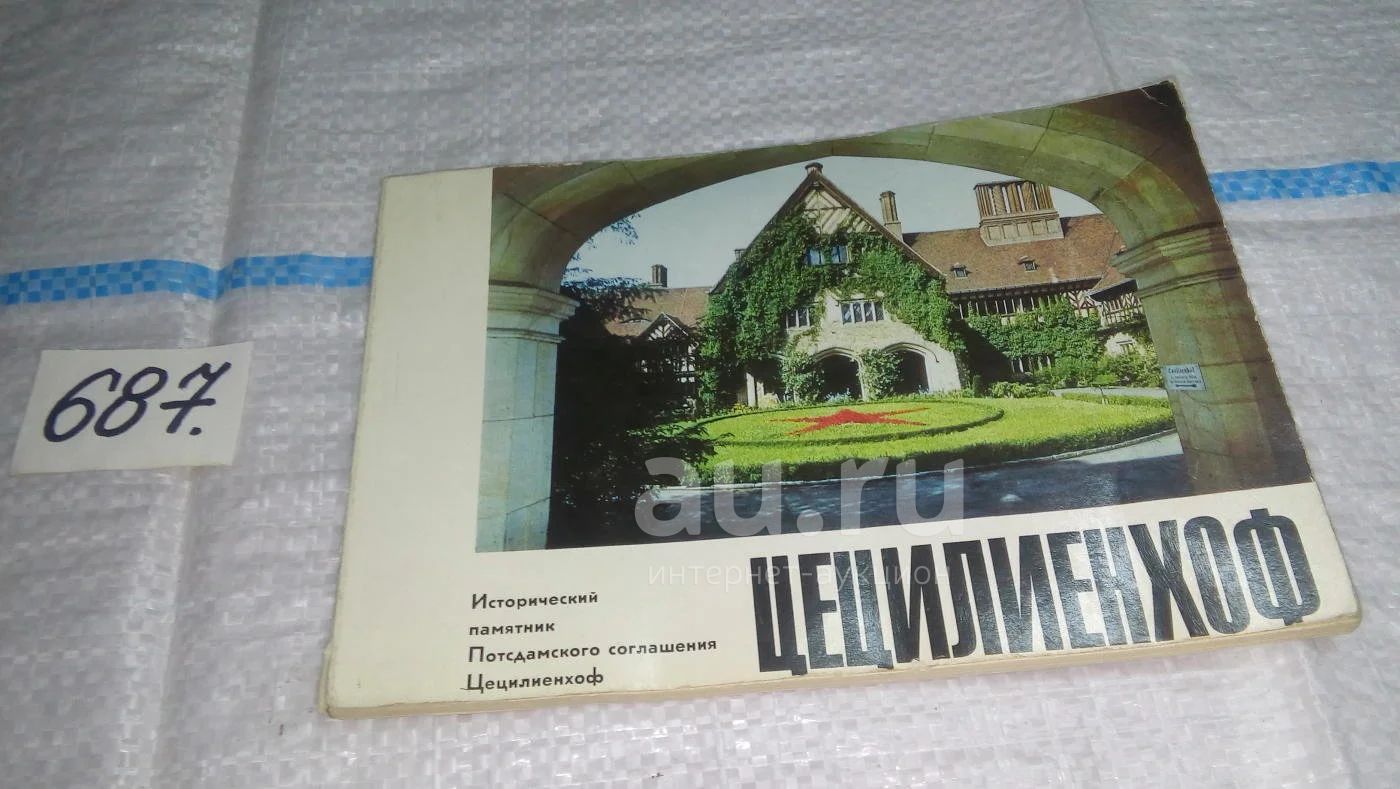 687.
Исторический
памятник
Потсдамского соглашения
Цецилиенхоф
ЦЕЦИЛИЕНХОФ
au.ru
интернет-аукцион